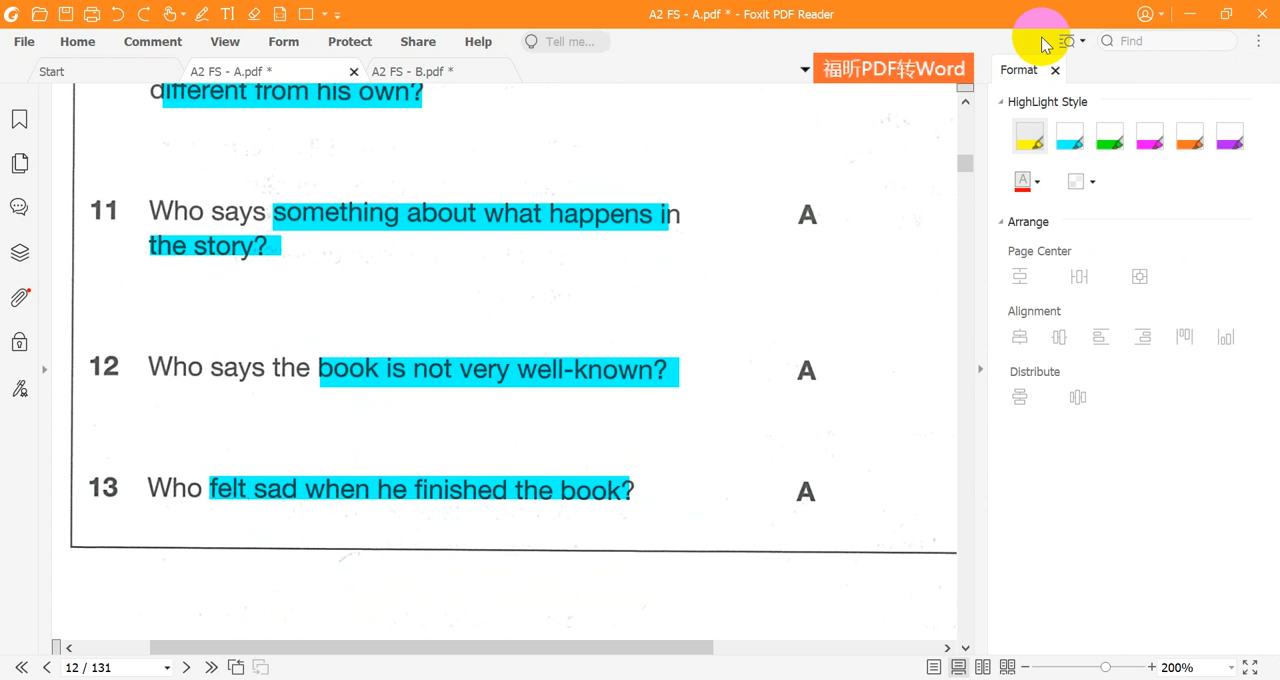 A2 FS - A.pdf * - Foxit PDF Reader
File Home Comment View Form Protect Share Help Tell me... Find
Start A2 FS - A.pdf * A2 FS - B.pdf * 福昕PDF转Word Format
different from his own?
11 Who says something about what happens in A
the story?
12 Who says the book is not very well-known? A
13 Who felt sad when he finished the book? A
HighLight Style
Arrange
Page Center
Alignment
Distribute
12 / 131 200%